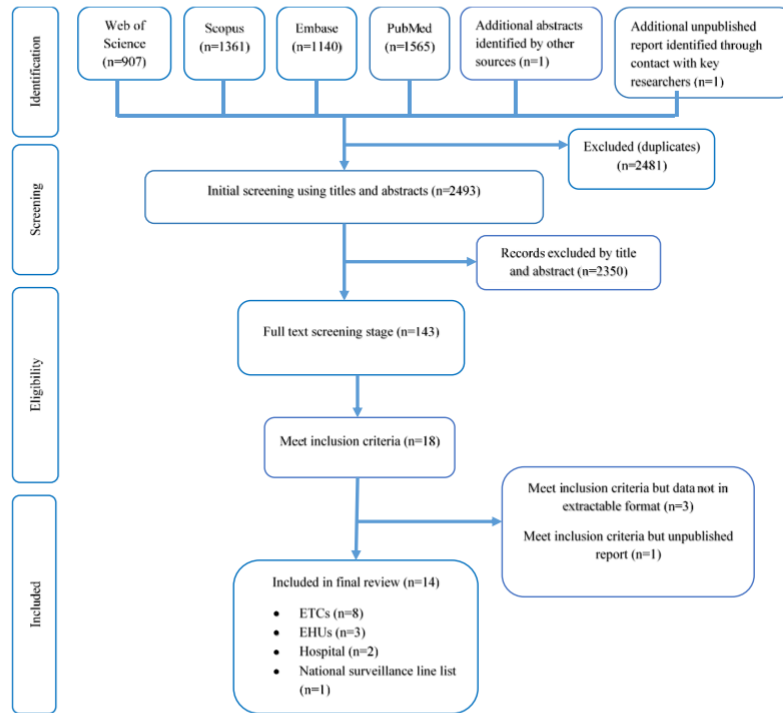 Identification
Web of
Science
(n=907)
Scopus
(n=1361)
Embase
(n=1140)
PubMed
(n=1565)
Additional abstracts
identified by other
sources (n=1)
Additional unpublished
report identified through
contact with key
researchers (n=1)
Excluded (duplicates)
(n=2481)
Screening
Initial screening using titles and abstracts (n=2493)
Records excluded by title
and abstract (n=2350)
Eligibility
Full text screening stage (n=143)
Meet inclusion criteria (n=18)
Meet inclusion criteria but data not in
extractable format (n=3)
Meet inclusion criteria but unpublished
report (n=1)
Included
Included in final review (n=14)
• ETCs (n=8)
• EHUs (n=3)
• Hospital (n=2)
• National surveillance line list
(n=1)